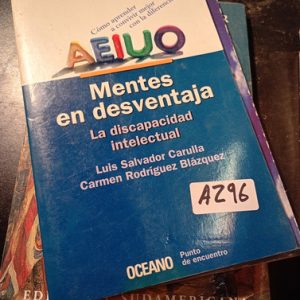 Cómo aprender
a convivir mejor
con la diferencia
AEIUO
Mentes
en desventaja
La discapacidad
intelectual
Luis Salvador Carulla
Carmen Rodríguez Blázquez
A296
OCEANO
Punto
de encuentro
SUDAMERICA